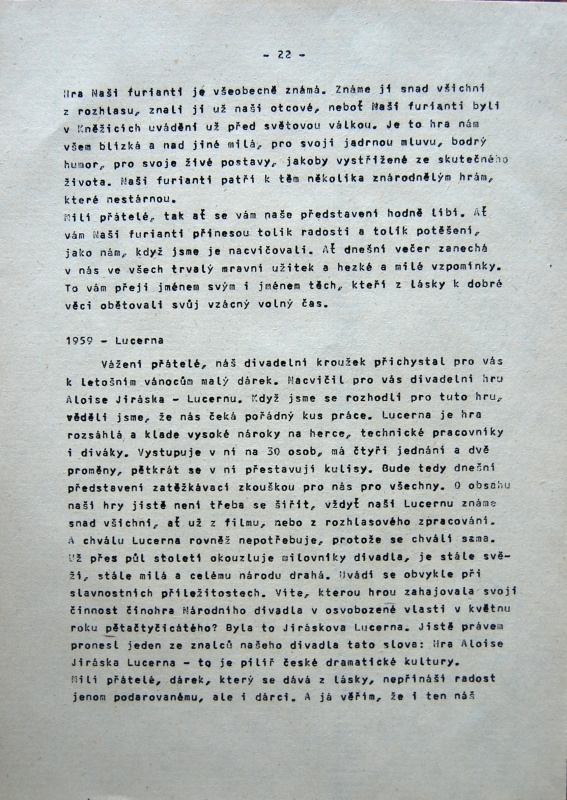 - 22 -
Hra Naši furianti je všeobecně známá. Známe ji snad všichni
z rozhlasu, znali ji už naši otcové, neboť Naši furianti byli
v Kněžicích uváděni už před světovou válkou. Je to hra nám
všem blízká a nad jiné milá, pro svoji jadrnou mluvu, bodrý
humor, pro svoje živé postavy, jakoby vystřižené ze skutečného
života. Naši furianti patří k těm několika znárodnělým hrám,
které nestárnou.
Milí přátelé, tak ať se vám naše představení hodně líbí. Ať
vám Naši furianti přinesou tolik radosti a tolik potěšení,
jako nám, když jsme je nacvičovali. Ať dnešní večer zanechá
v nás ve všech trvalý mravní užitek a hezké a milé vzpomínky.
To vám přeji jménem svým i jménem těch, kteří z lásky k dobré
věci obětovali svůj vzácný volný čas.
1959 - Lucerna
Vážení přátelé, náš divadelní kroužek přichystal pro vás
k letošním vánocům malý dárek. Nacvičil pro vás divadelní hru
Aloise Jiráska - Lucernu. Když jsme se rozhodli pro tuto hru,
věděli jsme, že nás čeká pořádný kus práce. Lucerna je hra
rozsáhlá a klade vysoké nároky na herce, technické pracovníky
i diváky. Vystupuje v ní na 30 osob, má čtyři jednání a dvě
proměny, pětkrát se v ní přestavují kulisy. Bude tedy dnešní
představení zatěžkávací zkouškou pro nás pro všechny. O obsahu
naší hry jistě není třeba se šířit, vždyť naši Lucernu známe
snad všichni, ať už z filmu, nebo z rozhlasového zpracování.
A chválu Lucerna rovněž nepotřebuje, protože se chválí sama.
Už přes půl století okouzluje milovníky divadla, je stále svě-
ží, stále milá a celému národu drahá. Uvádí se obvykle při
slavnostních příležitostech. Víte, kterou hrou zahajovala svoji
činnost činohra Národního divadla v osvobozené vlasti v květnu
roku pětačtyčicátého? Byla to Jiráskova Lucerna. Jistě právem
pronesl jeden ze znalců našeho divadla tato slova: Hra Aloise
Jiráska Lucerna - to je pilíř české dramatické kultury.
Milí přátelé, dárek, který se dává z lásky, nepřináší radost
jenom podarovanému, ale i dárci. A já věřím, že i ten náš